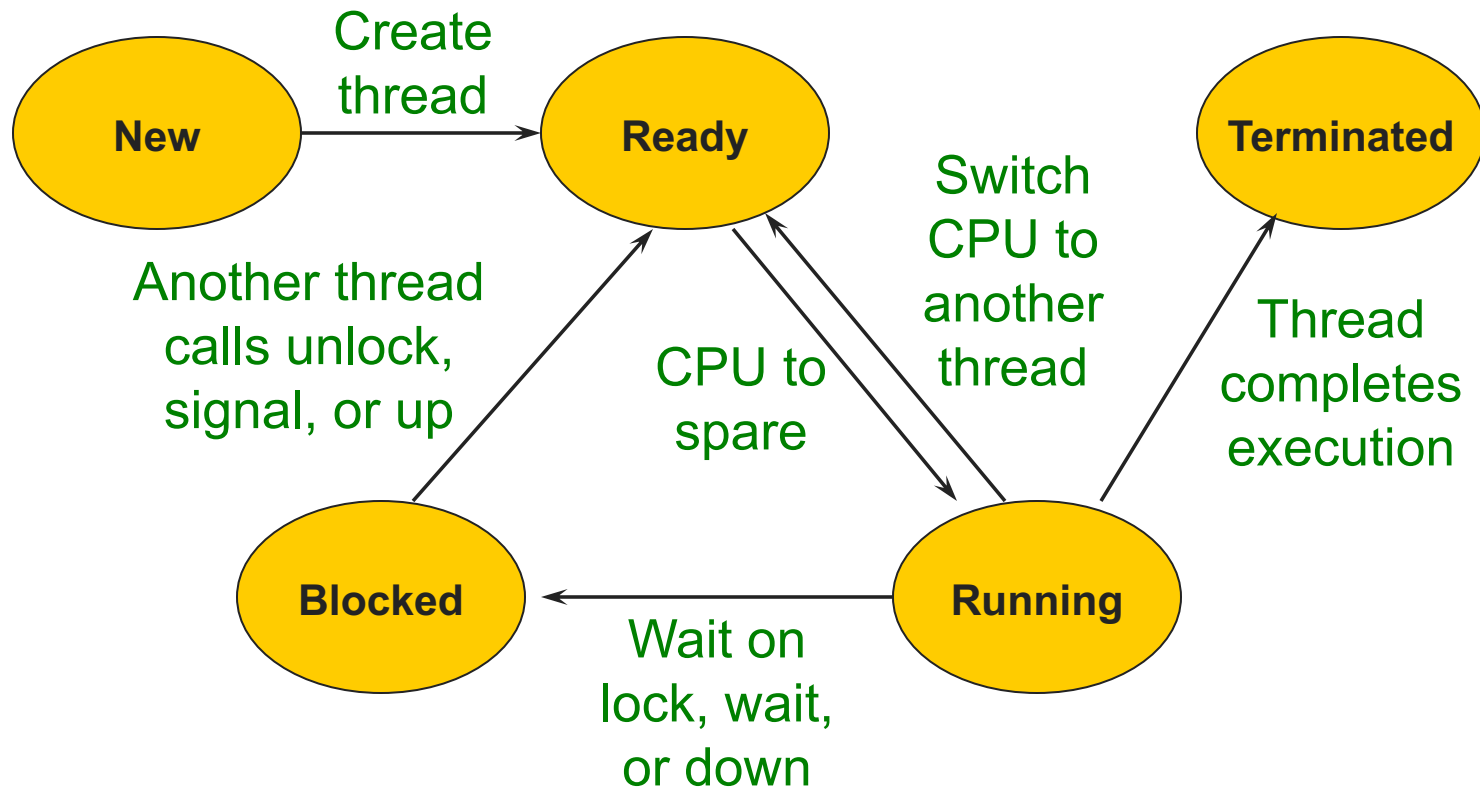 Create
thread
New
Ready
Terminated
Switch
CPU to
another
thread
Another thread
calls unlock,
signal, or up
CPU to
spare
Thread
completes
execution
Blocked
Running
Wait on
lock, wait,
or down